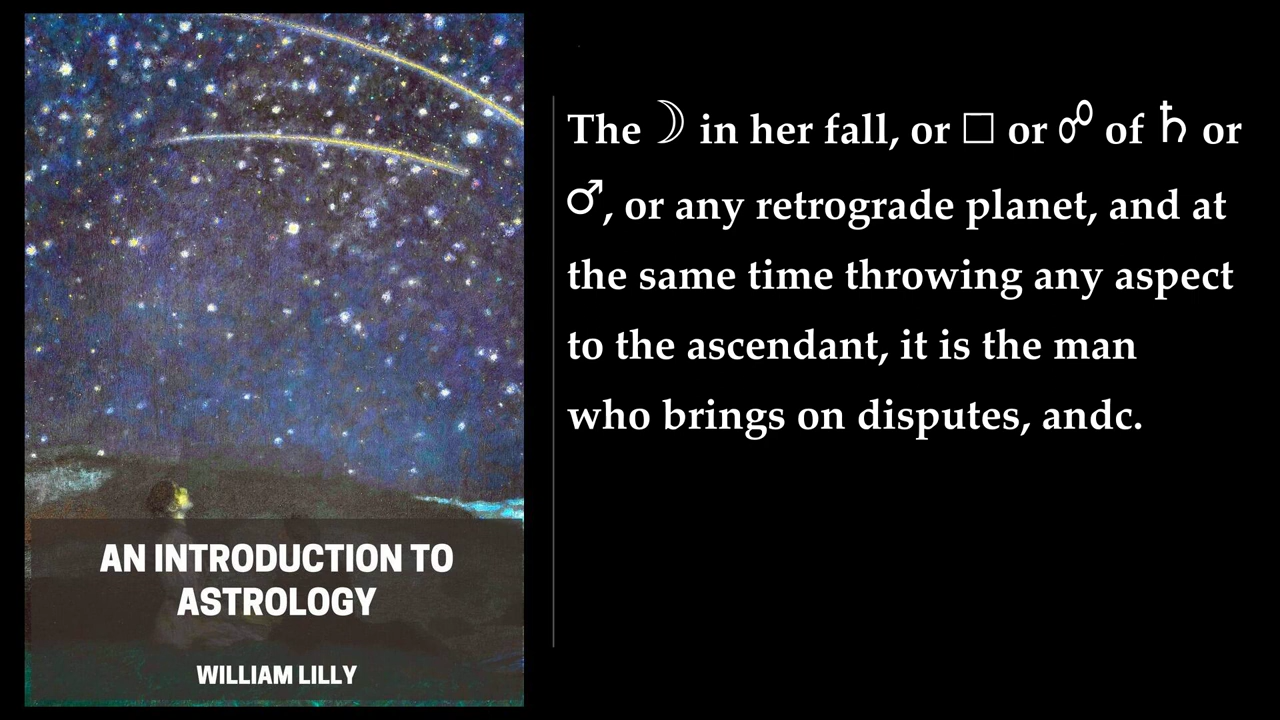 AN INTRODUCTION TO
ASTROLOGY
WILLIAM LILLY
The ☽ in her fall, or □ or ☍ of ♄ or
♂, or any retrograde planet, and at
the same time throwing any aspect
to the ascendant, it is the man
who brings on disputes, andc.